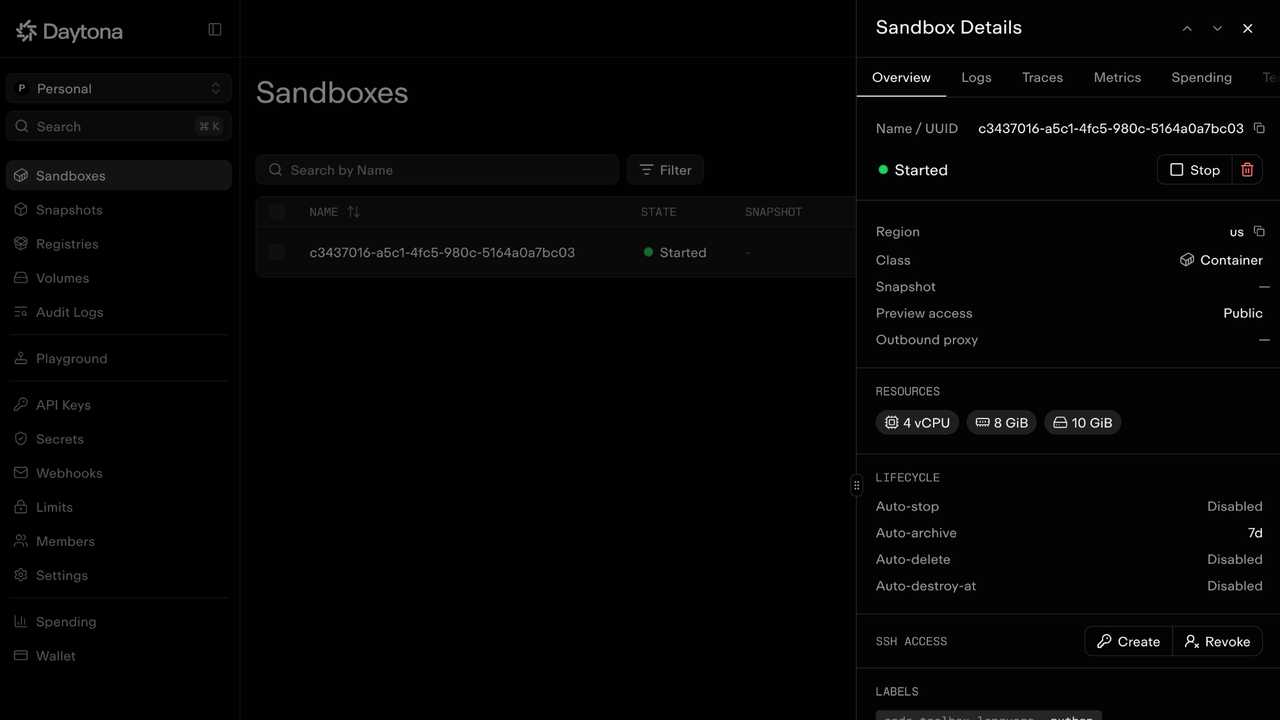 Daytona
P Personal
Search ⌘ K
Sandboxes
Snapshots
Registries
Volumes
Audit Logs
Playground
API Keys
Secrets
Webhooks
Limits
Members
Settings
Spending
Wallet
Sandboxes
Search by Name
Filter
NAME STATE SNAPSHOT
c3437016-a5c1-4fc5-980c-5164a0a7bc03 Started -
Sandbox Details
Overview Logs Traces Metrics Spending Te
Name / UUID c3437016-a5c1-4fc5-980c-5164a0a7bc03
Started Stop
Region us
Class Container
Snapshot —
Preview access Public
Outbound proxy —
RESOURCES
4 vCPU 8 GiB 10 GiB
LIFECYCLE
Auto-stop Disabled
Auto-archive 7d
Auto-delete Disabled
Auto-destroy-at Disabled
SSH ACCESS Create Revoke
LABELS